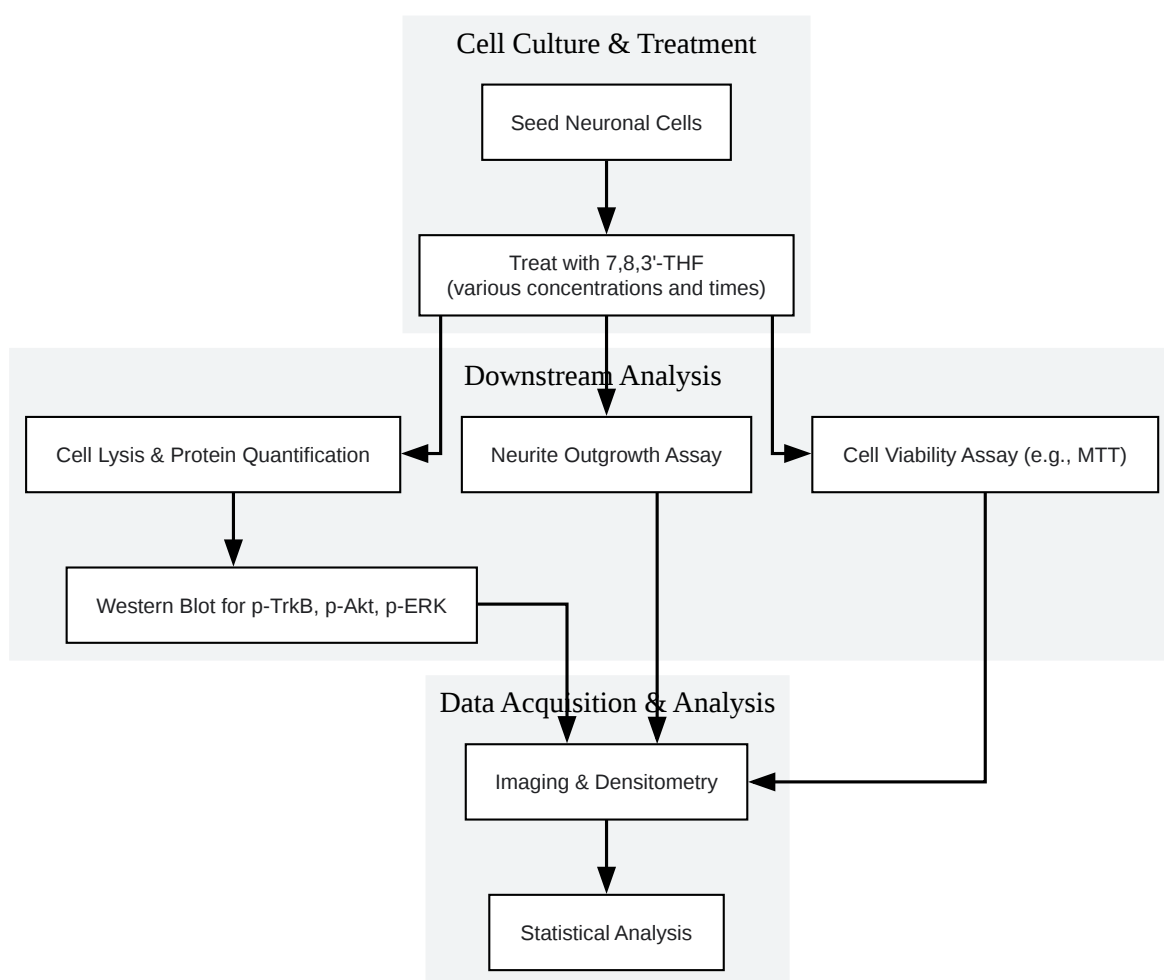 Cell Culture & Treatment
Seed Neuronal Cells
Treat with 7,8,3'-THF
(various concentrations and times)
Downstream Analysis
Cell Lysis & Protein Quantification
Neurite Outgrowth Assay
Cell Viability Assay (e.g., MTT)
Western Blot for p-TrkB, p-Akt, p-ERK
Data Acquisition & Analysis
Imaging & Densitometry
Statistical Analysis